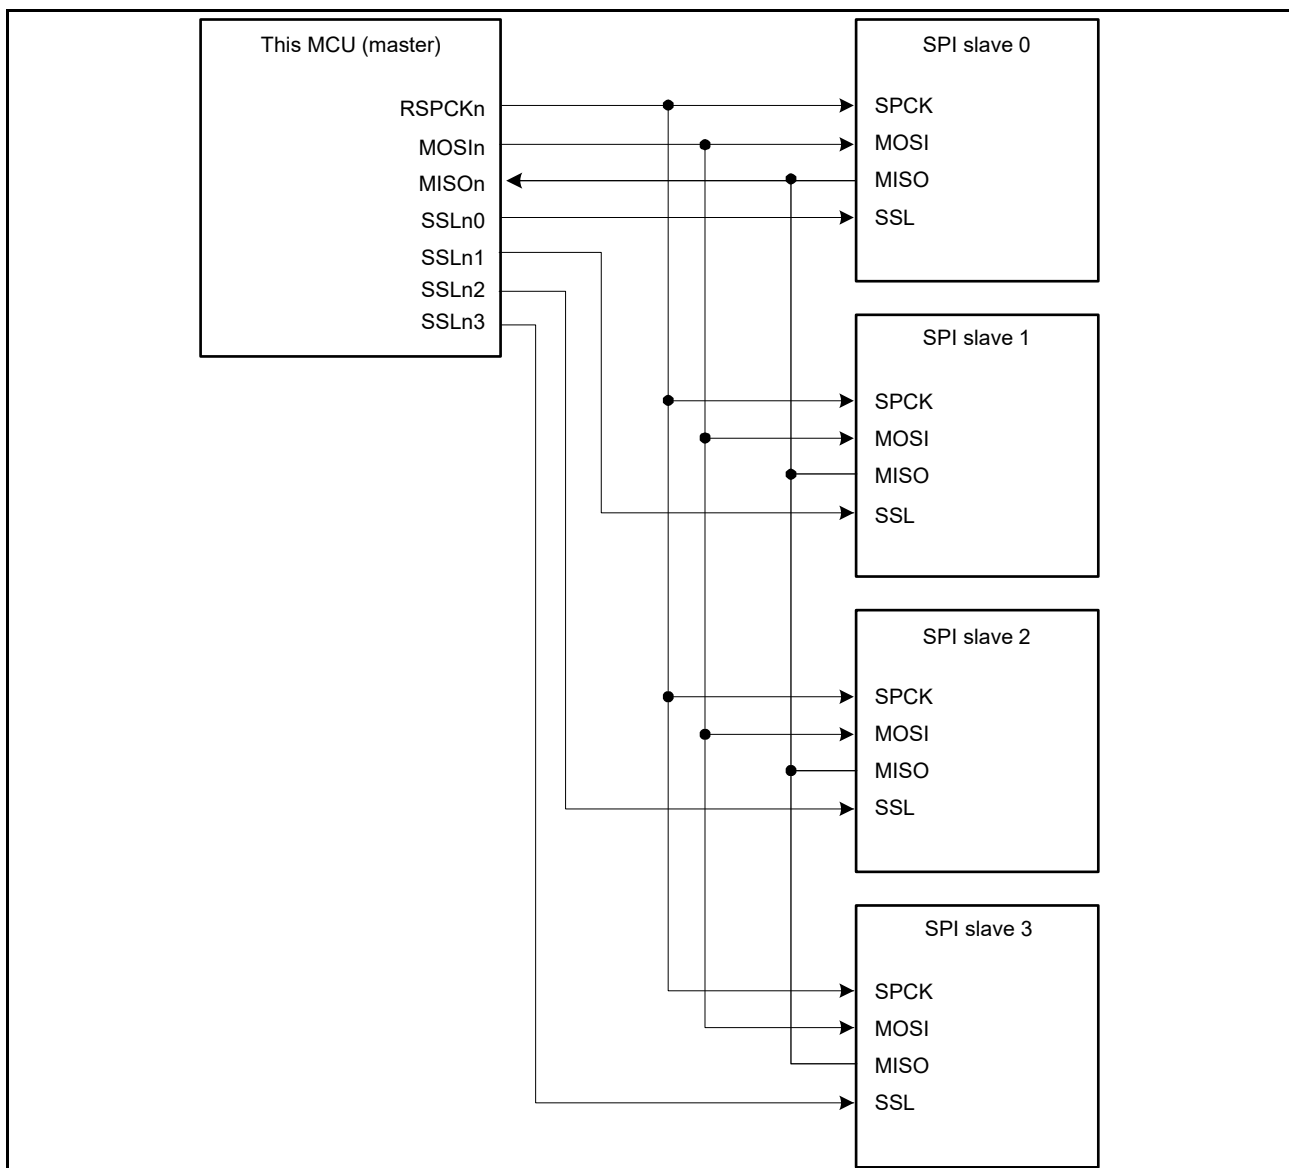 This MCU (master)
RSPCKn
MOSIn
MISOn
SSLn0
SSLn1
SSLn2
SSLn3
SPI slave 0
SPCK
MOSI
MISO
SSL
SPI slave 1
SPCK
MOSI
MISO
SSL
SPI slave 2
SPCK
MOSI
MISO
SSL
SPI slave 3
SPCK
MOSI
MISO
SSL